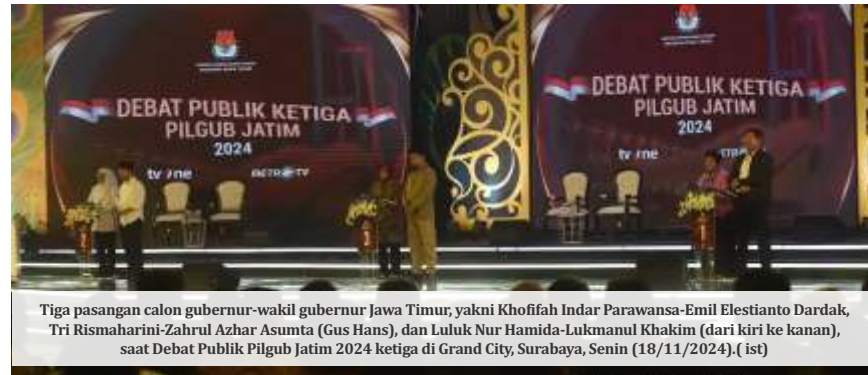 DEBAT PUBLIK KETIGA
PILGUB JATIM
2024
DEBAT PUBLIK KETIGA
PILGUB JATIM
2024
Tiga pasangan calon gubernur-wakil gubernur Jawa Timur, yakni Khofifah Indar Parawansa-Emil Elestianto Dardak,
Tri Rismaharini-Zahrul Azhar Asumta (Gus Hans), dan Luluk Nur Hamida-Lukmanul Khakim (dari kiri ke kanan),
saat Debat Publik Pilgub Jatim 2024 ketiga di Grand City, Surabaya, Senin (18/11/2024).( ist)